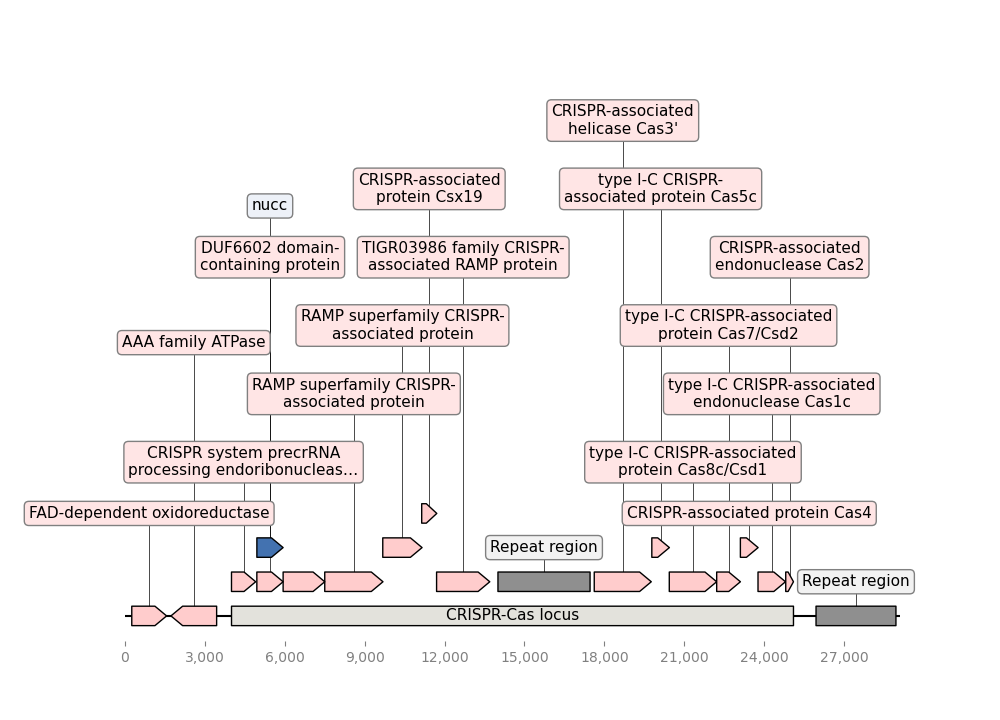 CRISPR-associated
helicase Cas3'
CRISPR-associated
protein Csx19
type I-C CRISPR-
associated protein Cas5c
nucc
DUF6602 domain-
containing protein
TIGR03986 family CRISPR-
associated RAMP protein
CRISPR-associated
endonuclease Cas2
RAMP superfamily CRISPR-
associated protein
type I-C CRISPR-associated
protein Cas7/Csd2
AAA family ATPase
RAMP superfamily CRISPR-
associated protein
type I-C CRISPR-associated
endonuclease Cas1c
CRISPR system precrRNA
processing endoribonucleas...
type I-C CRISPR-associated
protein Cas8c/Csd1
FAD-dependent oxidoreductase
CRISPR-associated protein Cas4
Repeat region
Repeat region
CRISPR-Cas locus
0 3,000 6,000 9,000 12,000 15,000 18,000 21,000 24,000 27,000